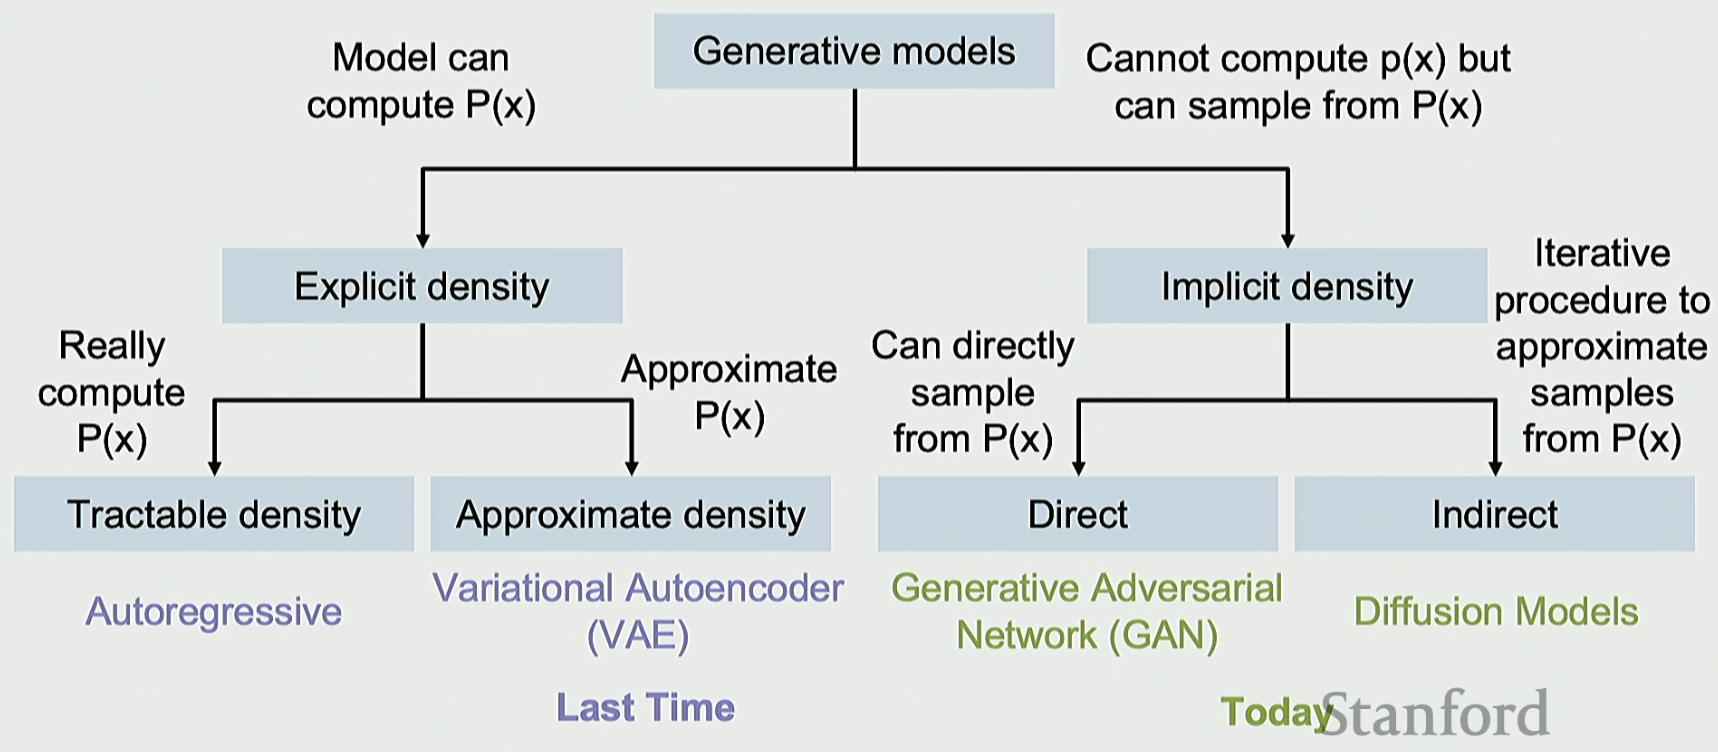 Generative models
Model can
compute P(x)
Cannot compute p(x) but
can sample from P(x)
Explicit density
Implicit density
Really
compute
P(x)
Approximate
P(x)
Can directly
sample
from P(x)
Iterative
procedure to
approximate
samples
from P(x)
Tractable density
Approximate density
Direct
Indirect
Autoregressive
Variational Autoencoder
(VAE)
Generative Adversarial
Network (GAN)
Diffusion Models
Last Time
Today
Stanford